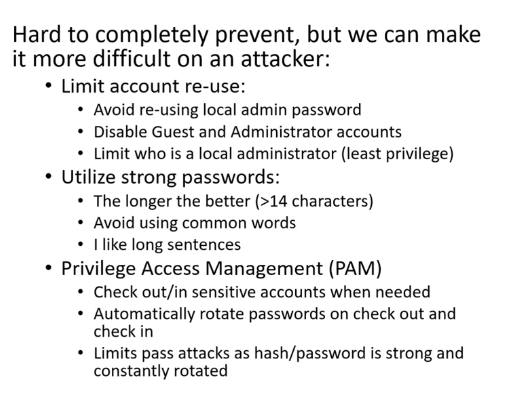 Hard to completely prevent, but we can make
it more difficult on an attacker:
• Limit account re-use:
• Avoid re-using local admin password
• Disable Guest and Administrator accounts
• Limit who is a local administrator (least privilege)
• Utilize strong passwords:
• The longer the better (>14 characters)
• Avoid using common words
• I like long sentences
• Privilege Access Management (PAM)
• Check out/in sensitive accounts when needed
• Automatically rotate passwords on check out and
check in
• Limits pass attacks as hash/password is strong and
constantly rotated